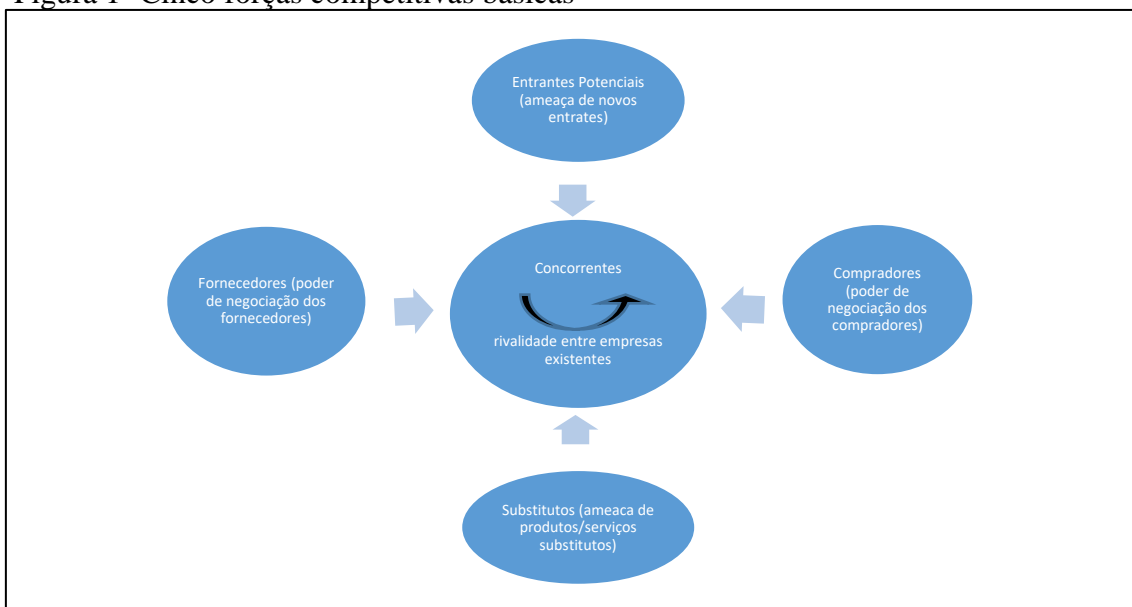 Figura 1- Cinco forças competitivas básicas
Entrantes Potenciais
(ameaça de novos
entrates)
Fornecedores (poder
de negociação dos
fornecedores)
Concorrentes
rivalidade entre empresas
existentes
Compradores
(poder de
negociação dos
compradores)
Substitutos (ameaca de
produtos/serviços
substitutos)